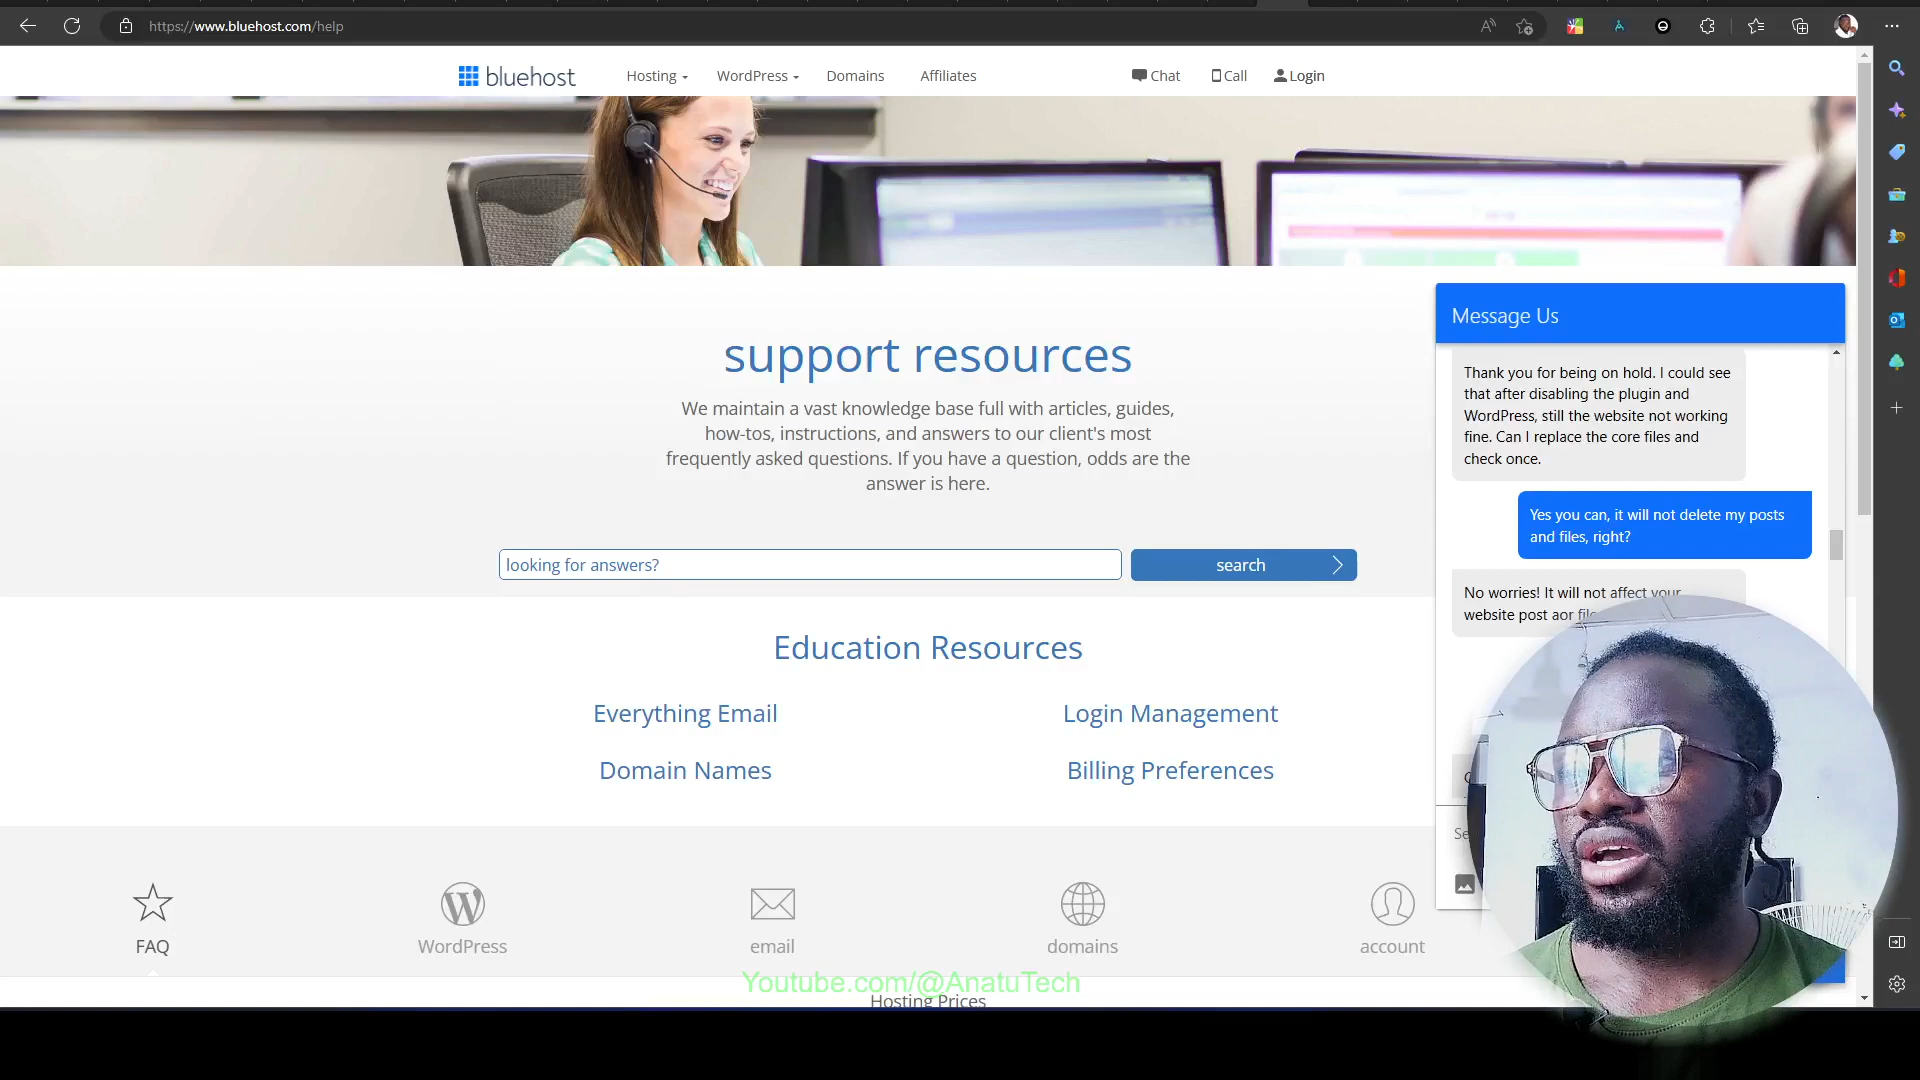 https://www.bluehost.com/help
bluehost
Hosting
WordPress
Domains
Affiliates
Chat
Call
Login
support resources
We maintain a vast knowledge base full with articles, guides,
how-tos, instructions, and answers to our client's most
frequently asked questions. If you have a question, odds are the
answer is here.
looking for answers?
search
Education Resources
Everything Email
Login Management
Domain Names
Billing Preferences
FAQ
WordPress
email
domains
account
Youtube.com/@AnatuTech
Hosting Prices
Message Us
Thank you for being on hold. I could see
that after disabling the plugin and
WordPress, still the website not working
fine. Can I replace the core files and
check once.
Yes you can, it will not delete my posts
and files, right?
No worries! It will not affect your
website post aor